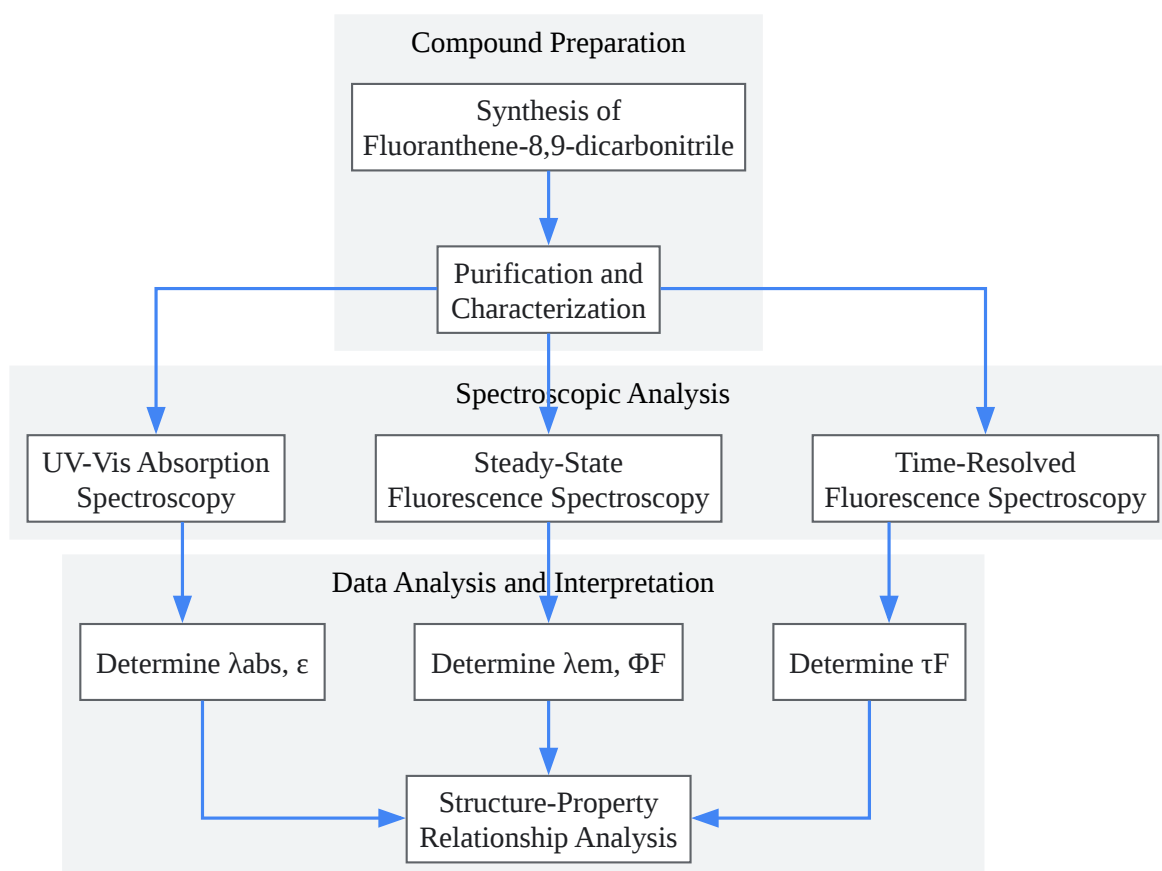 Compound Preparation
Synthesis of
Fluoranthene-8,9-dicarbonitrile
Purification and
Characterization
Spectroscopic Analysis
UV-Vis Absorption
Spectroscopy
Steady-State
Fluorescence Spectroscopy
Time-Resolved
Fluorescence Spectroscopy
Data Analysis and Interpretation
Determine λabs, ε
Determine λem, ΦF
Determine τF
Structure-Property
Relationship Analysis